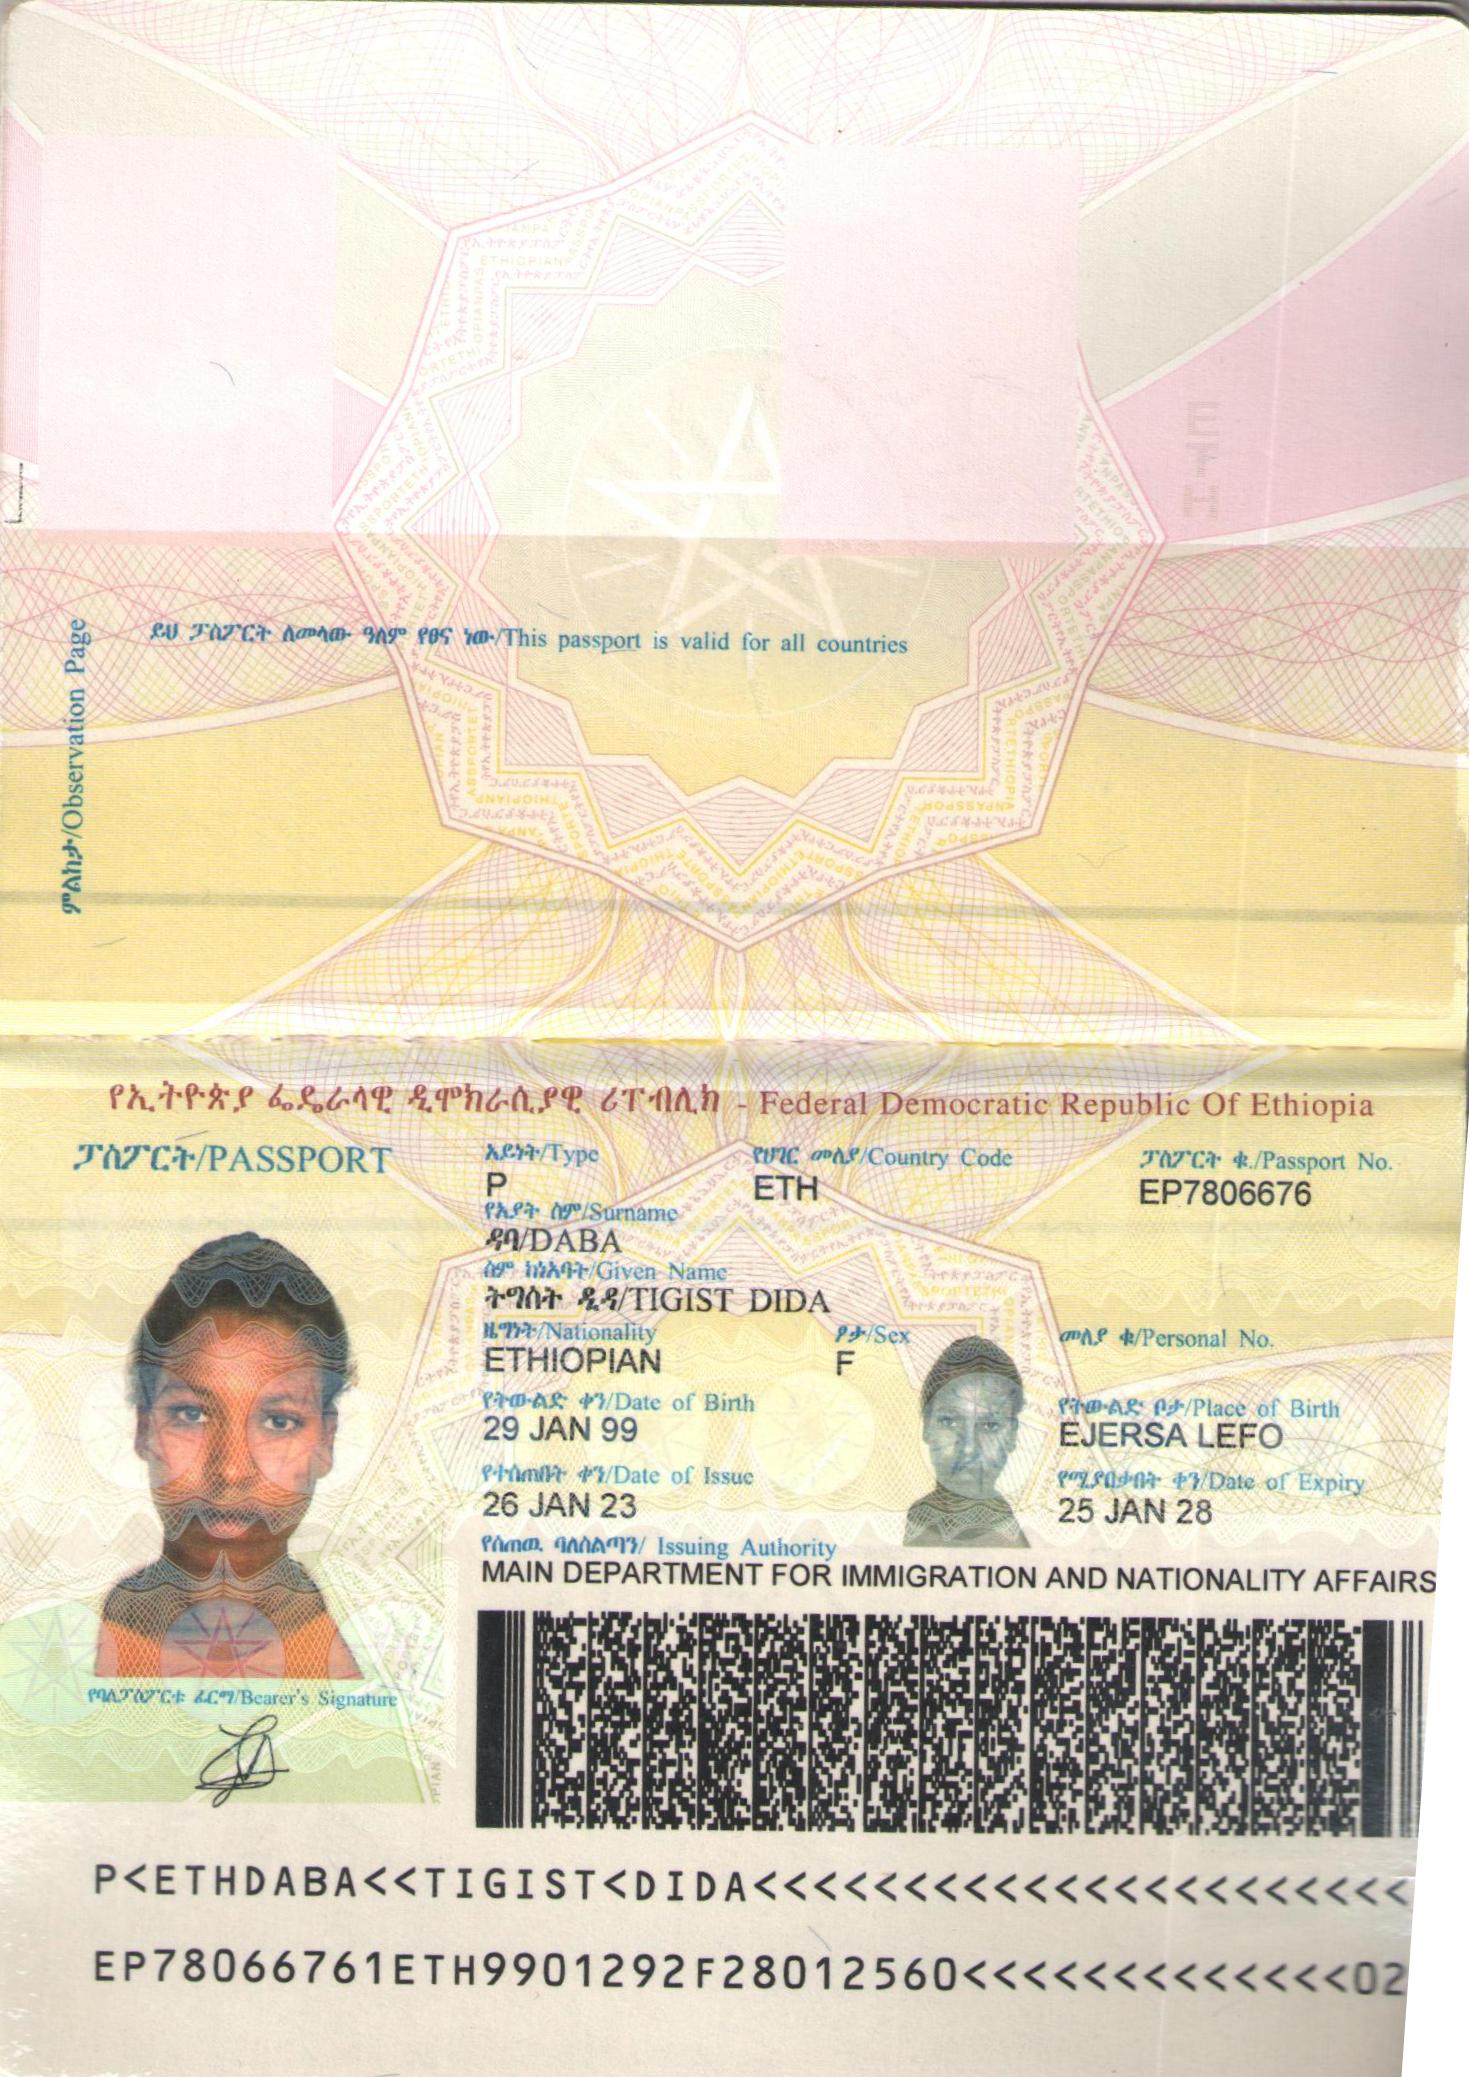 ምልከታ/Observation Page
ይህ ፓስፖርት ለመላው ዓለም የፀና ነው/This passport is valid for all countries
ETH
የኢትዮጵያ ፌዴራላዊ ዲሞክራሲያዊ ሪፐብሊክ - Federal Democratic Republic Of Ethiopia
ፓስፖርት/PASSPORT
አይነት/Type
የሀገር መለያ/Country Code
ፓስፖርት ቁ./Passport No.
P
ETH
EP7806676
የአያት ስም/Surname
ዳባ/DABA
ስም ከነአባት/Given Name
ትግስት ዲዳ/TIGIST DIDA
ዜግነት/Nationality
ፆታ/Sex
መለያ ቁ/Personal No.
ETHIOPIAN
F
የትውልድ ቀን/Date of Birth
የትውልድ ቦታ/Place of Birth
29 JAN 99
EJERSA LEFO
የተሰጠበት ቀን/Date of Issue
የሚያበቃበት ቀን/Date of Expiry
26 JAN 23
25 JAN 28
የሰጠዉ ባለስልጣን/ Issuing Authority
MAIN DEPARTMENT FOR IMMIGRATION AND NATIONALITY AFFAIRS
የባለፓስፖርቱ ፊርማ/Bearer's Signature
P<ETHDABA<<TIGIST<DIDA<<<<<<<<<<<<<<<<<<<<<<
EP78066761ETH9901292F28012560<<<<<<<<<<<<<02